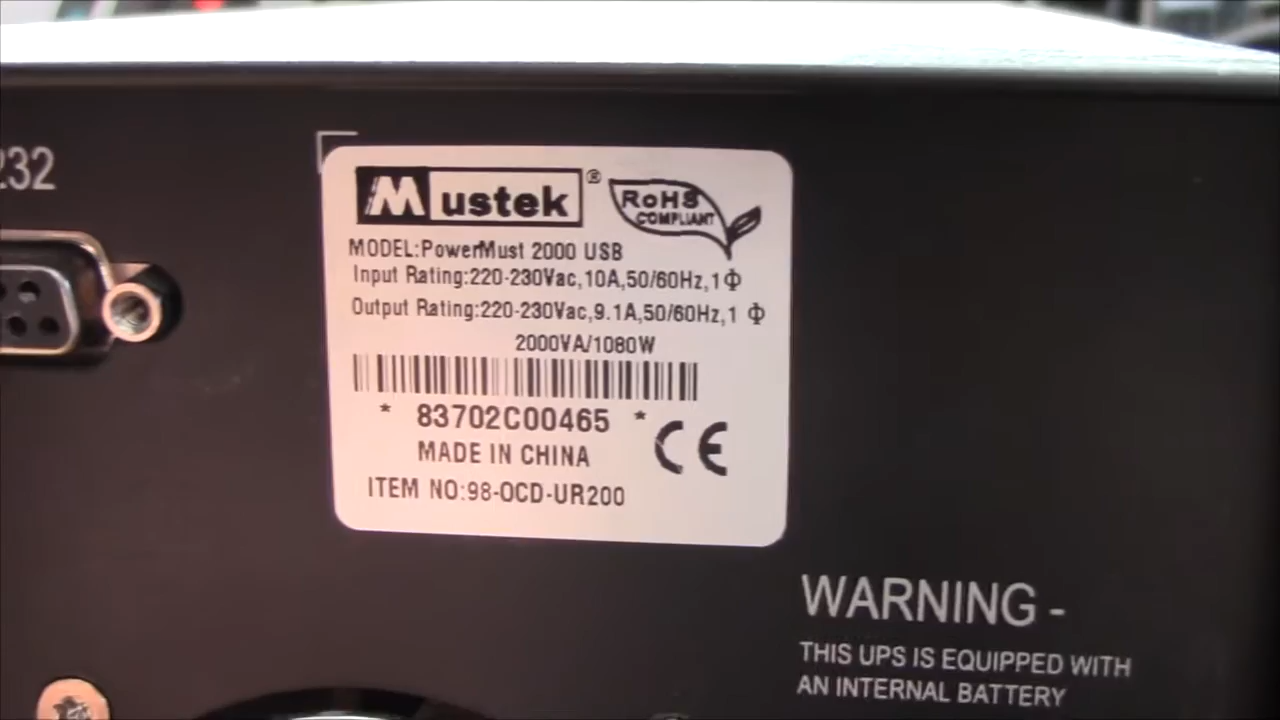 232
Mustek®
RoHS
COMPLIANT
MODEL:PowerMust 2000 USB
Input Rating:220-230Vac,10A,50/60Hz,1Φ
Output Rating:220-230Vac,9.1A,50/60Hz,1 Φ
2000VA/1080W
* 83702C00465 *
CE
MADE IN CHINA
ITEM NO:98-OCD-UR200
WARNING -
THIS UPS IS EQUIPPED WITH
AN INTERNAL BATTERY